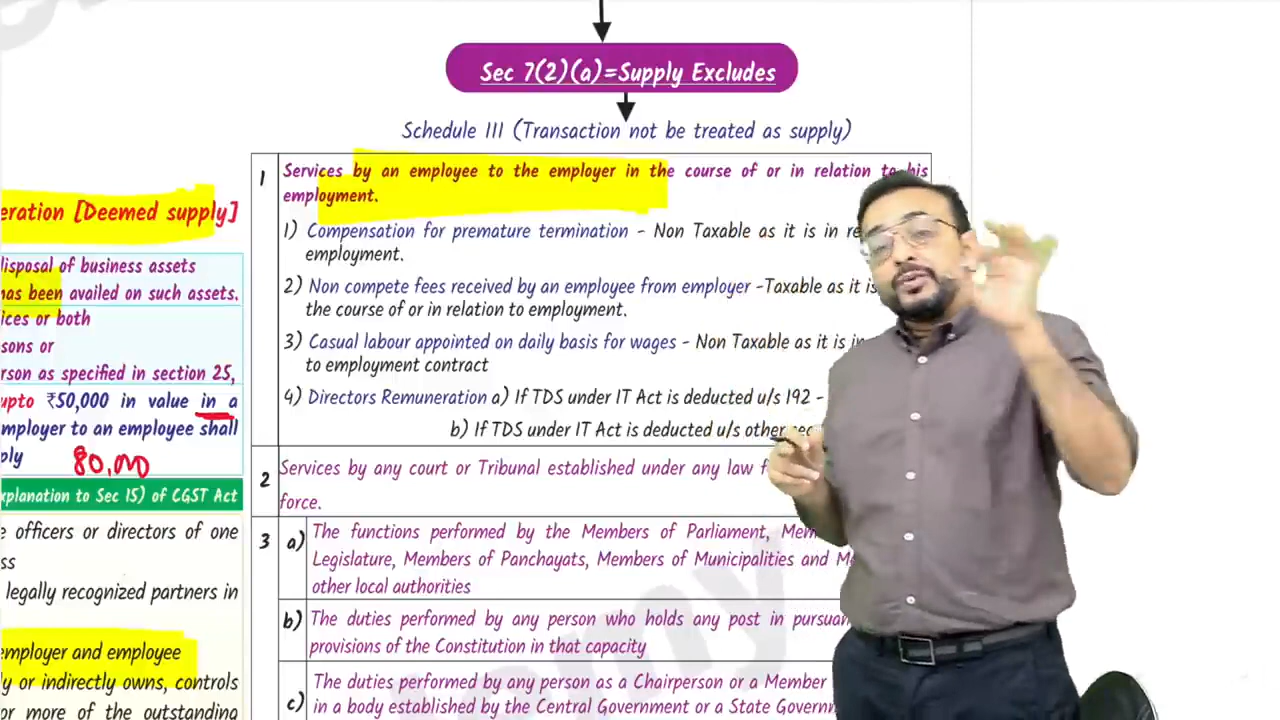 Sec 7(2)(a)=Supply Excludes
Schedule III (Transaction not be treated as supply)
1 Services by an employee to the employer in the course of or in relation to his
employment.
1) Compensation for premature termination - Non Taxable as it is in
employment.
2) Non compete fees received by an employee from employer -Taxable as it is
the course of or in relation to employment.
3) Casual labour appointed on daily basis for wages - Non Taxable as it is in
to employment contract
4) Directors Remuneration a) If TDS under IT Act is deducted u/s 192 -
b) If TDS under IT Act is deducted u/s other
2 Services by any court or Tribunal established under any law
force.
3 a) The functions performed by the Members of Parliament,
Legislature, Members of Panchayats, Members of Municipalities and
other local authorities
b) The duties performed by any person who holds any post in
provisions of the Constitution in that capacity
c) The duties performed by any person as a Chairperson or a Member
in a body established by the Central Government or a State
eration [Deemed supply]
disposal of business assets
has been availed on such assets.
ices or both
sons or
erson as specified in section 25,
upto ₹50,000 in value in a
mployer to an employee shall
ply 80,000
xplanation to Sec 15) of CGST Act
e officers or directors of one
ss
legally recognized partners in
employer and employee
ly or indirectly owns, controls
or more of the outstanding